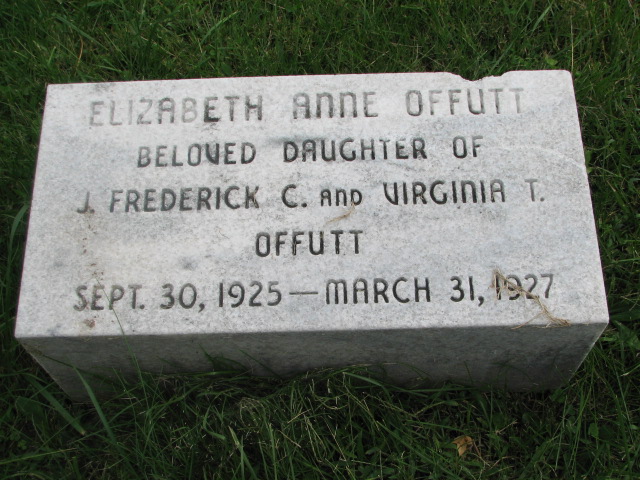 ELIZABETH ANNE OFFUTT
BELOVED DAUGHTER OF
J. FREDERICK C. AND VIRGINIA T.
OFFUTT
SEPT. 30, 1925—MARCH 31, 1927